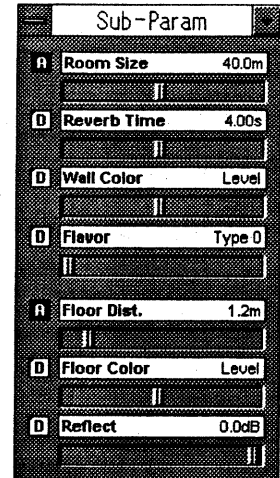 Sub-Param
A Room Size 40.0m
D Reverb Time 4.00s
D Wall Color Level
D Flavor Type 0
A Floor Dist. 1.2m
D Floor Color Level
D Reflect 0.0dB